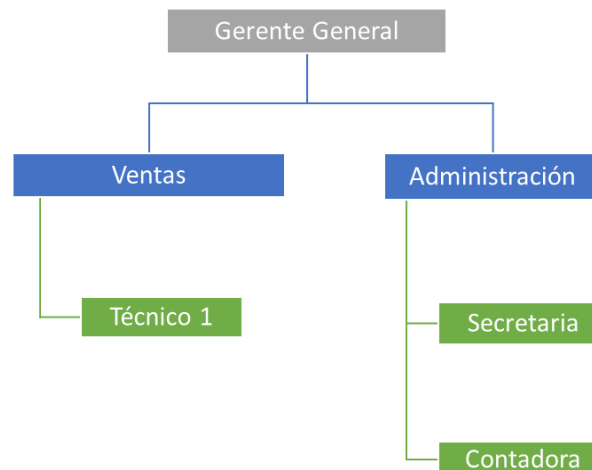 Gerente General
Ventas
Administración
Técnico 1
Secretaria
Contadora